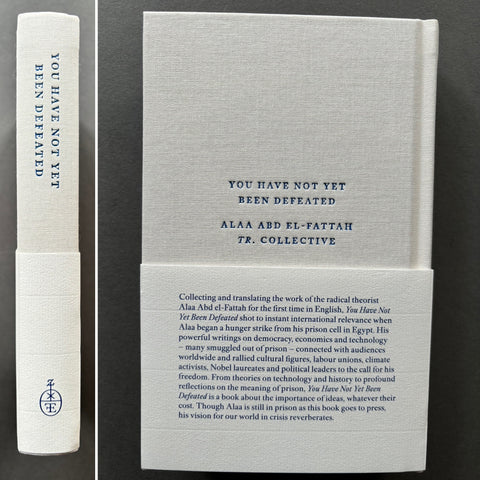 YOU HAVE NOT YET
BEEN DEFEATED
YOU HAVE NOT YET
BEEN DEFEATED
ALAA ABD EL-FATTAH
TR. COLLECTIVE
Collecting and translating the work of the radical theorist
Alaa Abd el-Fattah for the first time in English, You Have Not
Yet Been Defeated shot to instant international relevance when
Alaa began a hunger strike from his prison cell in Egypt. His
powerful writings on democracy, economics and technology
– many smuggled out of prison – connected with audiences
worldwide and rallied cultural figures, labour unions, climate
activists, Nobel laureates and political leaders to the call for his
freedom. From theories on technology and history to profound
reflections on the meaning of prison, You Have Not Yet Been
Defeated is a book about the importance of ideas, whatever their
cost. Though Alaa is still in prison as this book goes to press,
his vision for our world in crisis reverberates.